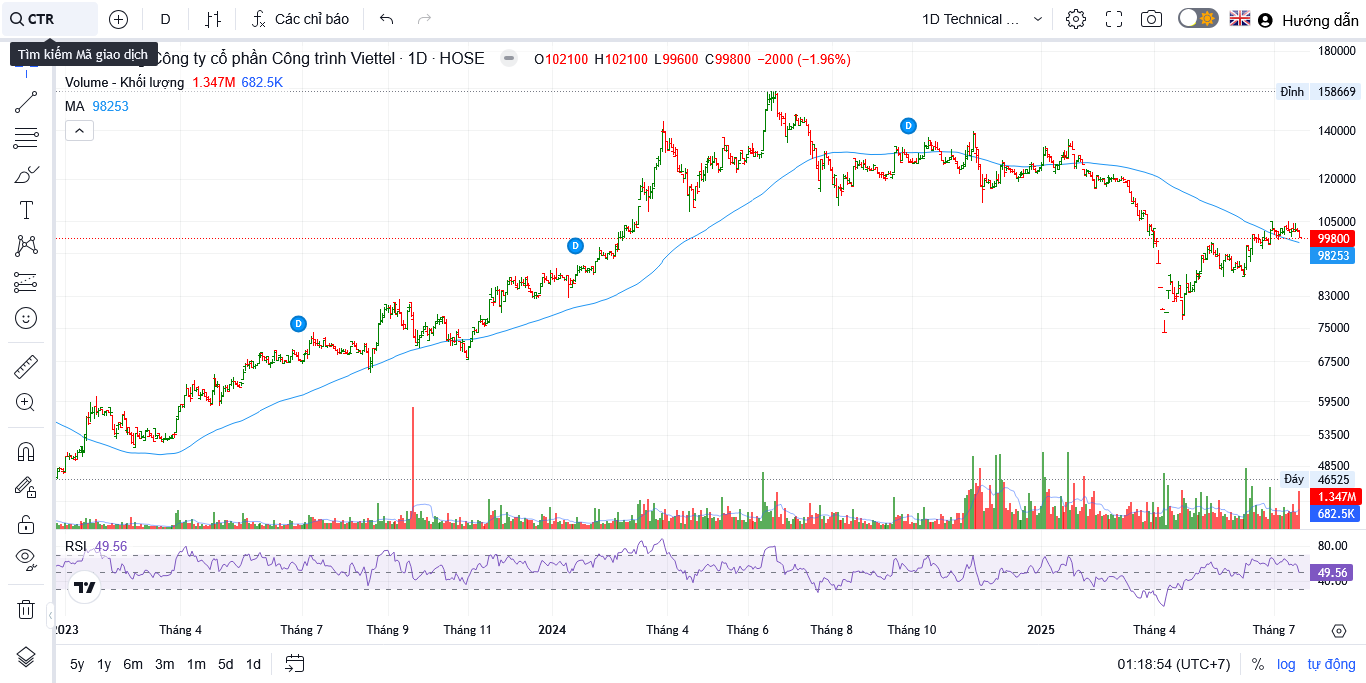 CTR
D
Các chỉ báo
1D Technical ...
Hướng dẫn
Tìm kiếm Mã giao dịch
Công ty cổ phần Công trình Viettel · 1D · HOSE
O102100 H102100 L99600 C99800 −2000 (−1.96%)
Volume - Khối lượng 1.347M 682.5K
MA 98253
180000
Đỉnh 158669
140000
120000
105000
99800
98253
83000
75000
67500
59500
53500
48500
Đáy 46525
1.347M
682.5K
D
D
D
RSI 49.56
80.00
49.56
40.00
2023 Tháng 4 Tháng 7 Tháng 9 Tháng 11 2024 Tháng 4 Tháng 6 Tháng 8 Tháng 10 2025 Tháng 4 Tháng 7
5y 1y 6m 3m 1m 5d 1d
01:18:54 (UTC+7) % log tự động